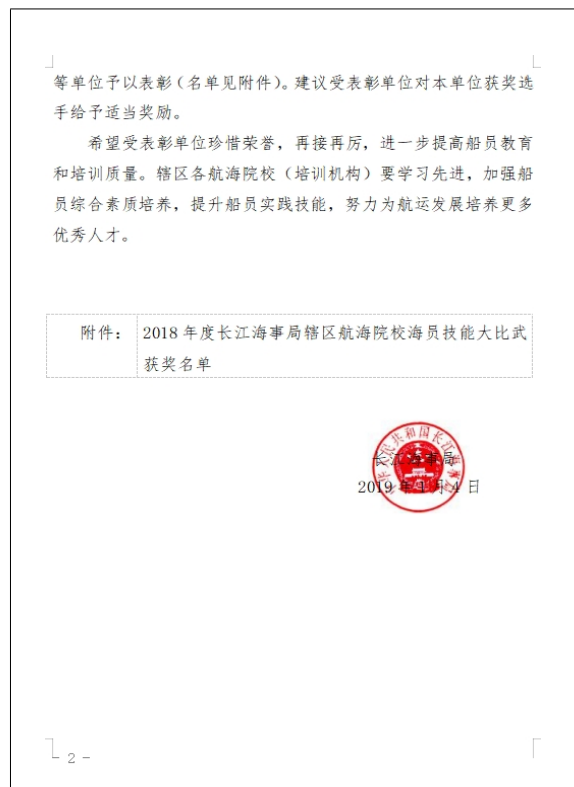 等单位予以表彰（名单见附件）。建议受表彰单位对本单位获奖选
手给予适当奖励。
希望受表彰单位珍惜荣誉，再接再厉，进一步提高船员教育
和培训质量。辖区各航海院校（培训机构）要学习先进，加强船
员综合素质培养，提升船员实践技能，努力为航运发展培养更多
优秀人才。
附件： 2018 年度长江海事局辖区航海院校海员技能大比武
获奖名单
长江海事局
2019 年 1 月 4 日
- 2 -